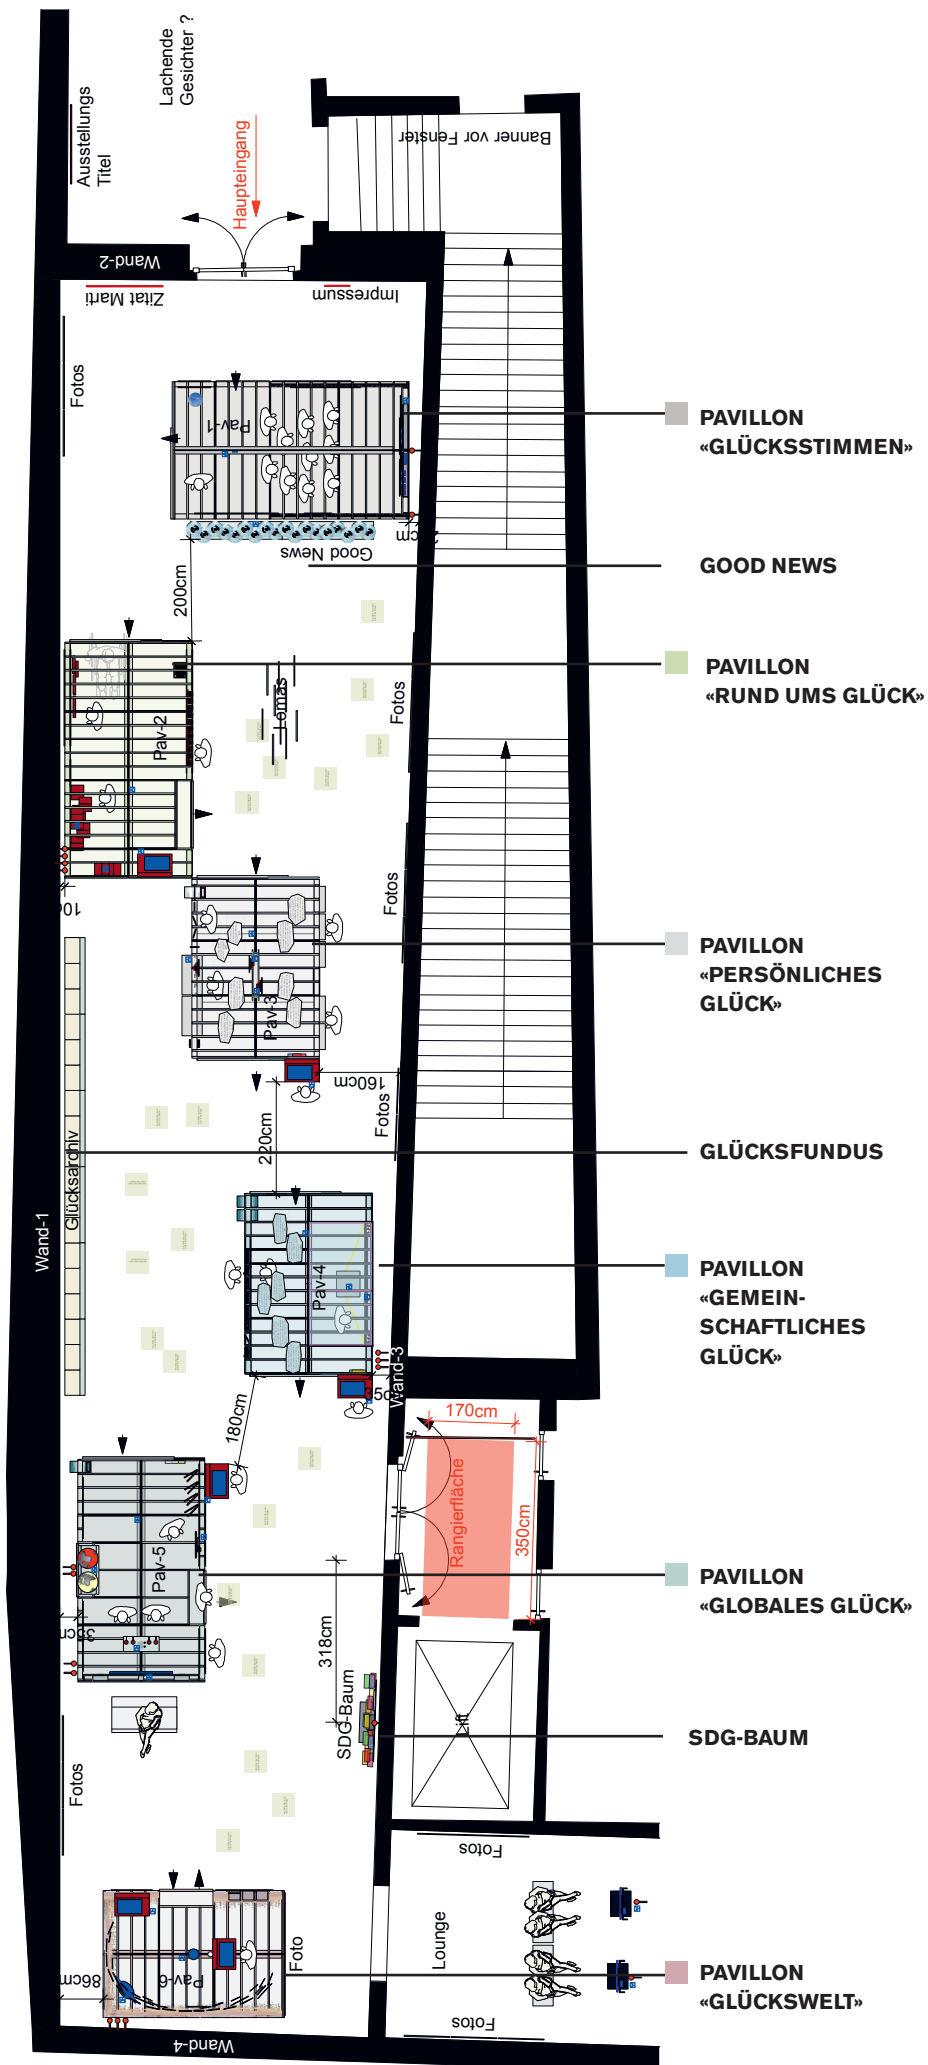 Lachende
Gesichter ?
Ausstellungs
Titel
Haupteingang
Banner vor Fenster
Wand-2
Zitat Marti
Impressum
Fotos
Pav-1
PAVILLON
«GLÜCKSSTIMMEN»
Good News
GOOD NEWS
200cm
PAVILLON
«RUND UMS GLÜCK»
Pav-2
Lomas
Fotos
Fotos
PAVILLON
«PERSÖNLICHES
GLÜCK»
Pav-3
160cm
220cm
Fotos
Glücksarchiv
GLÜCKSFUNDUS
Wand-1
PAVILLON
«GEMEIN-
SCHAFTLICHES
GLÜCK»
Pav-4
Wand-3
180cm
170cm
Rangierfläche
350cm
Pav-5
PAVILLON
«GLOBALES GLÜCK»
318cm
SDG-Baum
SDG-BAUM
Lift
Fotos
Fotos
Lounge
Foto
Pav-6
86cm
PAVILLON
«GLÜCKSWELT»
Fotos
Wand-4